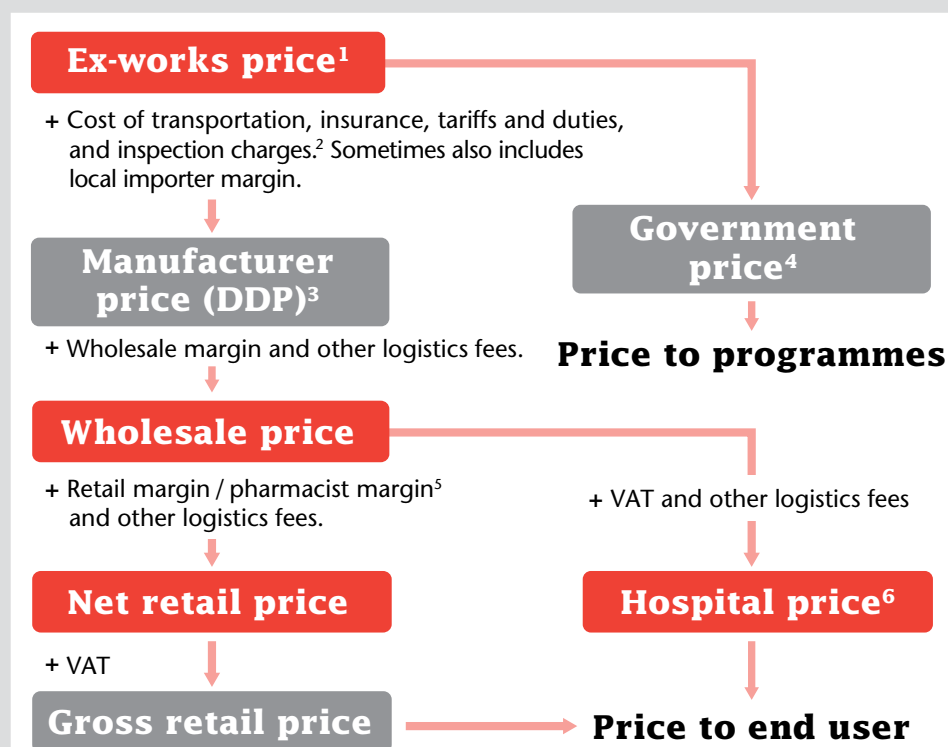 Ex-works price¹
+ Cost of transportation, insurance, tariffs and duties,
and inspection charges.² Sometimes also includes
local importer margin.
Government
price⁴
Manufacturer
price (DDP)³
+ Wholesale margin and other logistics fees.
Price to programmes
Wholesale price
+ Retail margin / pharmacist margin⁵
and other logistics fees.
+ VAT and other logistics fees
Net retail price
Hospital price⁶
+ VAT
Gross retail price
Price to end user